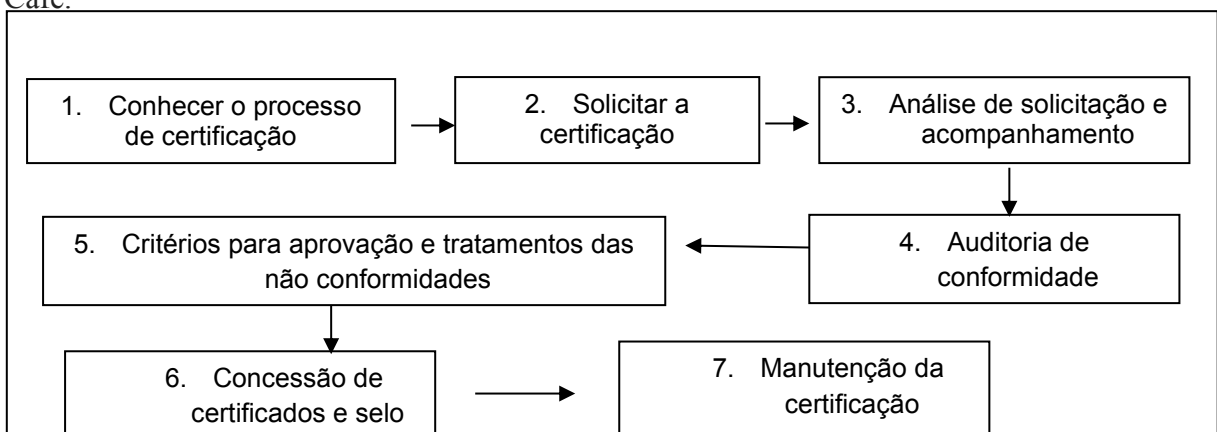 Café.
1. Conhecer o processo
de certificação
2. Solicitar a
certificação
3. Análise de solicitação e
acompanhamento
4. Auditoria de
conformidade
5. Critérios para aprovação e tratamentos das
não conformidades
6. Concessão de
certificados e selo
7. Manutenção da
certificação